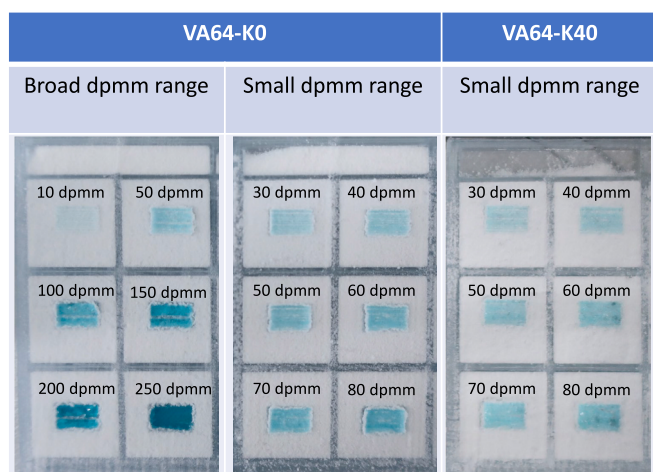 VA64-K0
VA64-K40
Broad dpmm range
Small dpmm range
Small dpmm range
10 dpmm
50 dpmm
30 dpmm
40 dpmm
30 dpmm
40 dpmm
100 dpmm
150 dpmm
50 dpmm
60 dpmm
50 dpmm
60 dpmm
200 dpmm
250 dpmm
70 dpmm
80 dpmm
70 dpmm
80 dpmm